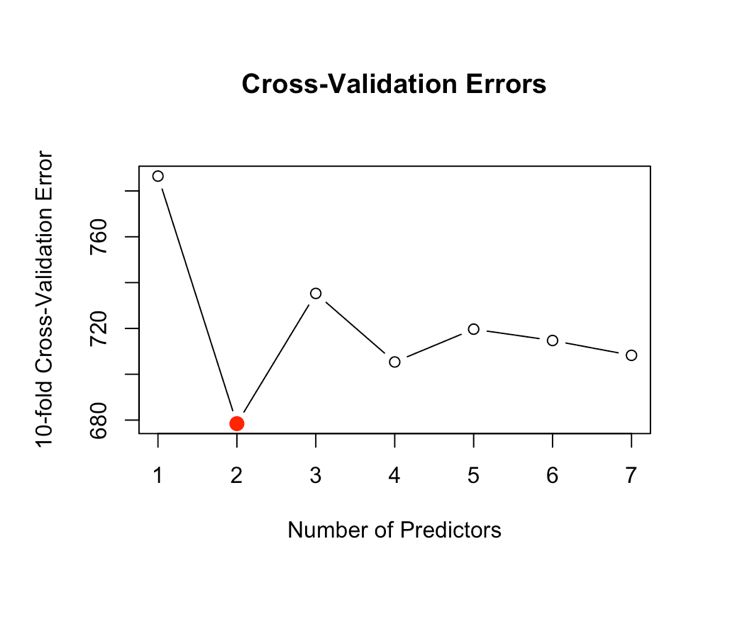 Cross-Validation Errors
10-fold Cross-Validation Error
760
720
680
1 2 3 4 5 6 7
Number of Predictors